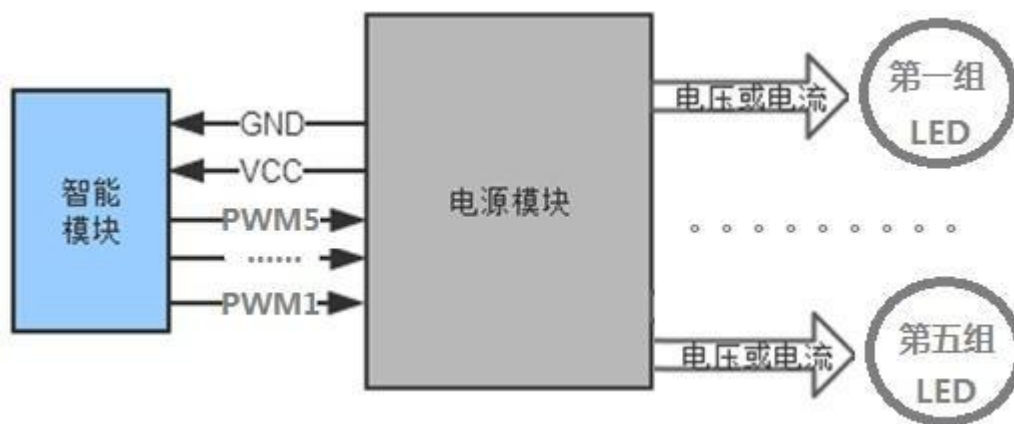 智能
模块
GND
VCC
PWM5
......
PWM1
电源模块
电压或电流
第一组
LED
电压或电流
第五组
LED